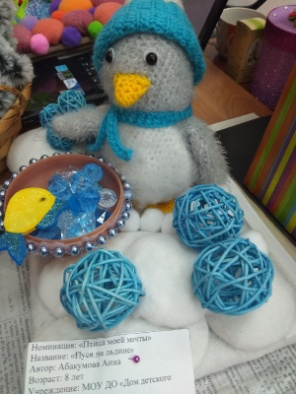 Номинация: «Птица моей мечты»
Название: «Пуся на льдине»
Автор: Абакумова Анна
Возраст: 8 лет
Учреждение: МОУ ДО «Дом детского